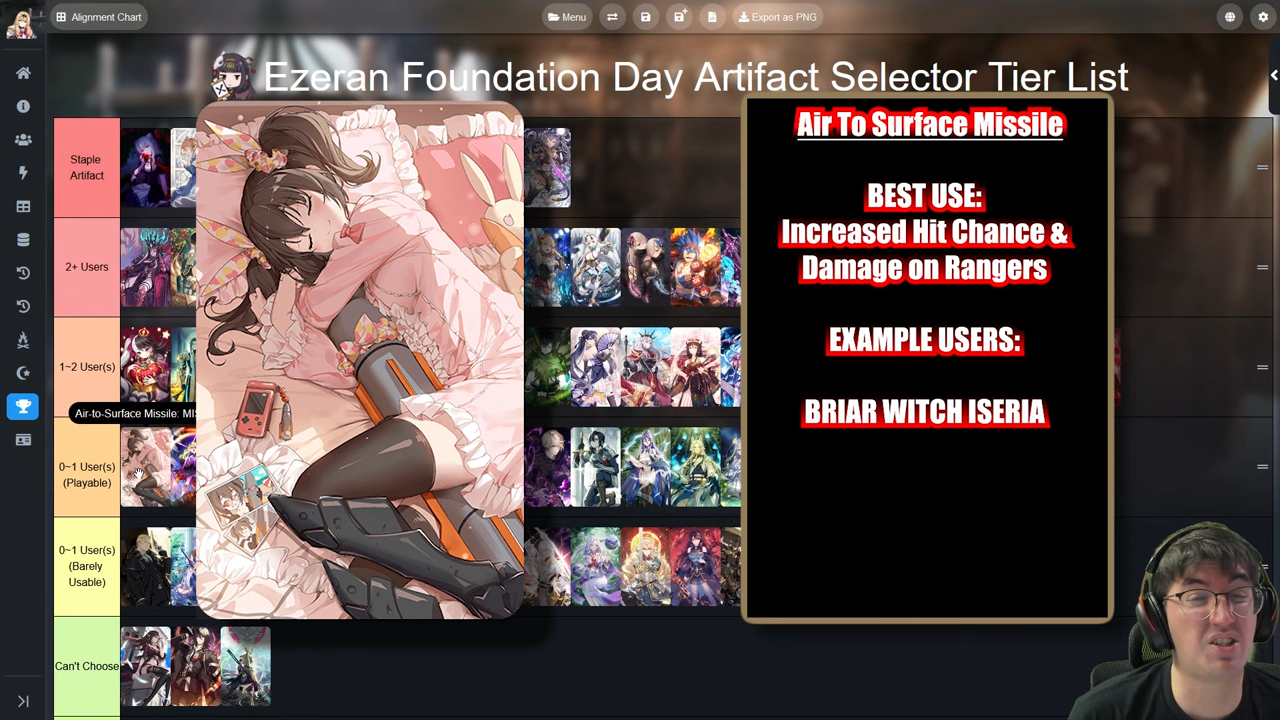 Alignment Chart
Menu
Export as PNG
Ezeran Foundation Day Artifact Selector Tier List
Staple
Artifact
2+ Users
1~2 User(s)
Air-to-Surface Missile: MIS
0~1 User(s)
(Playable)
0~1 User(s)
(Barely
Usable)
Can't Choose
Air To Surface Missile
BEST USE:
Increased Hit Chance &
Damage on Rangers
EXAMPLE USERS:
BRIAR WITCH ISERIA